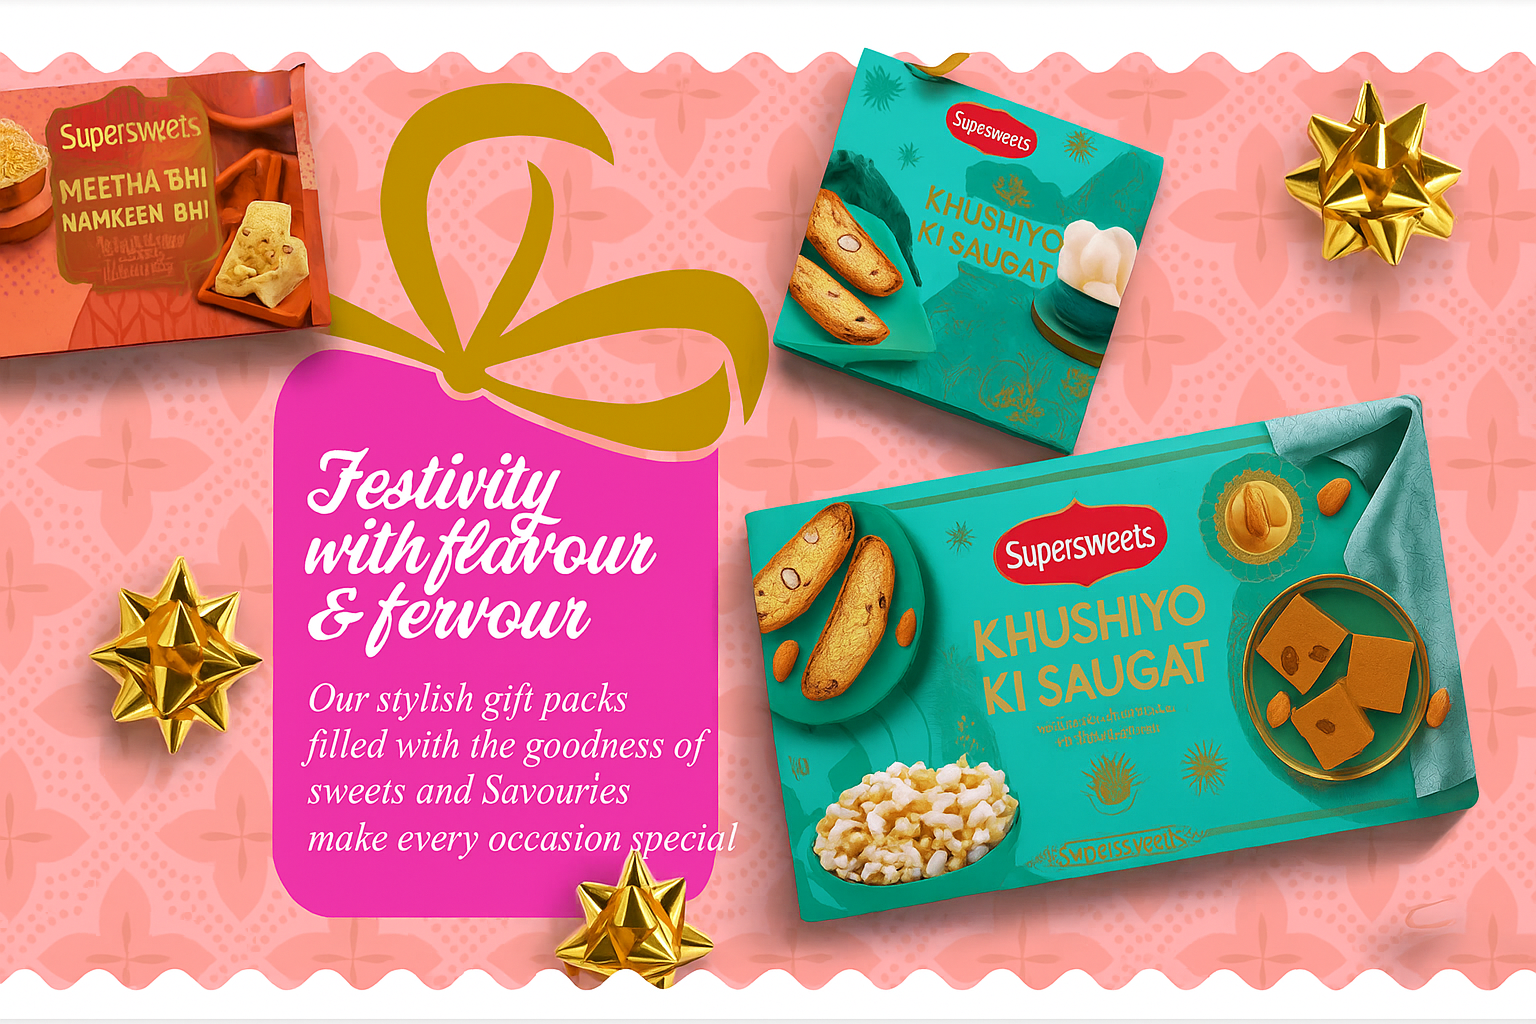 Supersweets
MEETHA BHI
NAMKEEN BHI
Supesweets
KHUSHIYO
KI SAUGAT
Festivity
with flavour
& fervour
Our stylish gift packs
filled with the goodness of
sweets and Savouries
make every occasion special
Supersweets
KHUSHIYO
KI SAUGAT